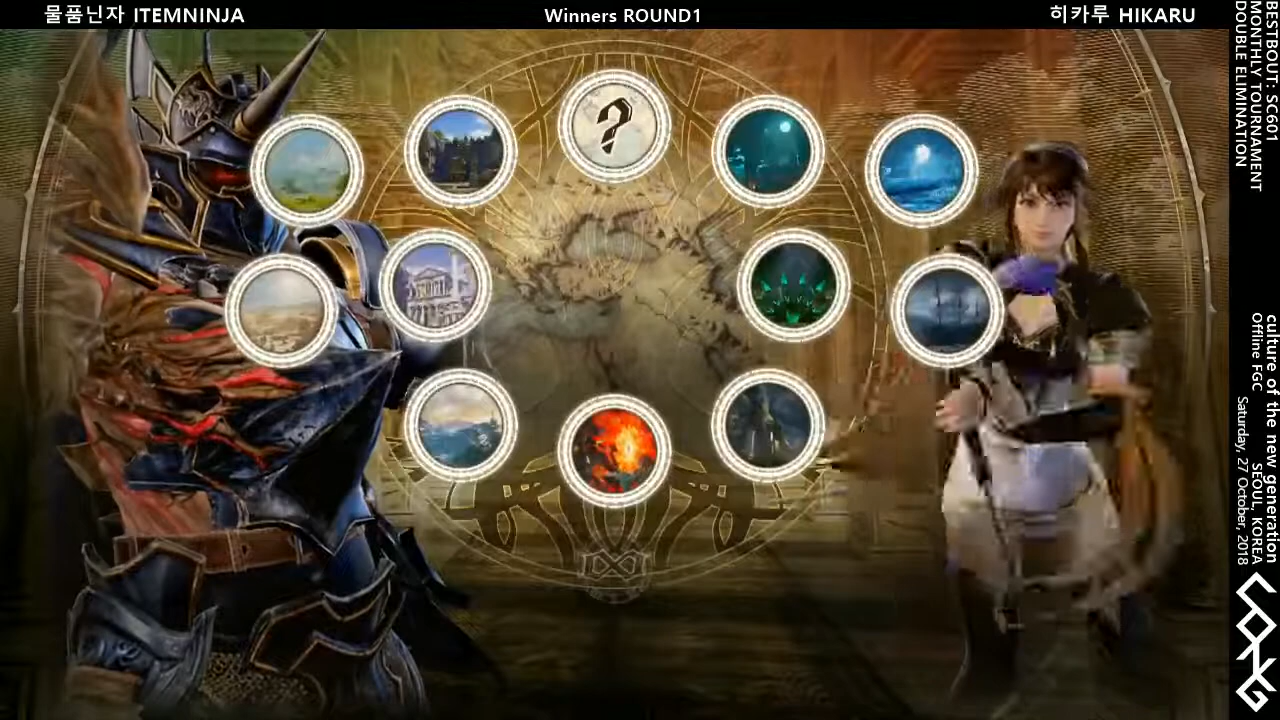 물품닌자 ITEMNINJA
Winners ROUND1
히카루 HIKARU
?
BESTBOUT: SC601
MONTHLY TOURNAMENT
DOUBLE ELIMINATION
culture of the new generation
Offline FGC
SEOUL, KOREA
Saturday, 27 October, 2018